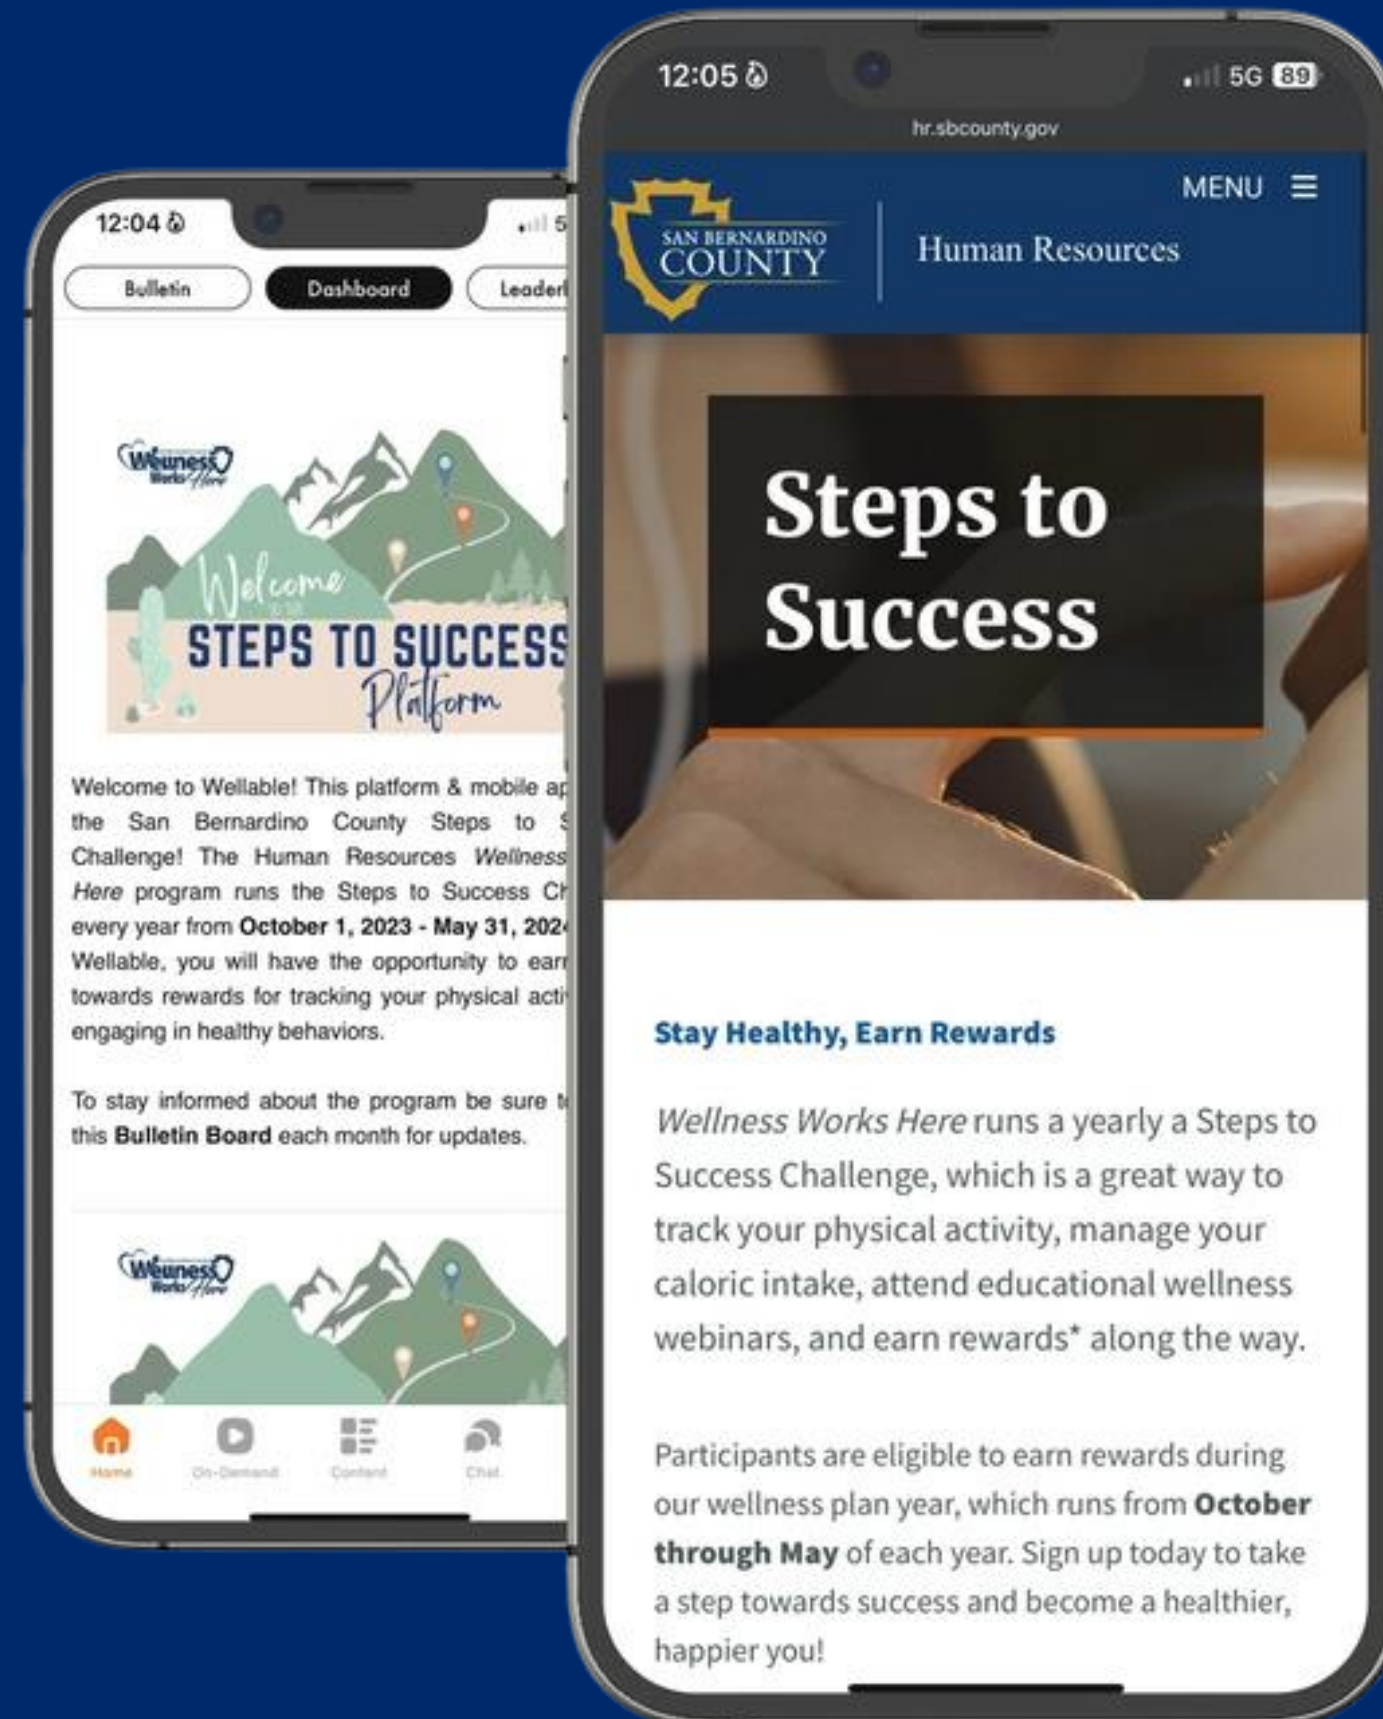 12:04
Bulletin
Dashboard
Wellness
Works Here
Welcome
STEPS TO SUCCESS
Platform
Welcome to Wellable! This platform & mobile
the San Bernardino County Steps to
Challenge! The Human Resources Wellness
Here program runs the Steps to Success
every year from October 1, 2023 - May 31,
Wellable, you will have the opportunity to
towards rewards for tracking your physical
engaging in healthy behaviors.
To stay informed about the program be sure
this Bulletin Board each month for updates.
Wellness
Works Here
Home
On-Demand
Content
Chat
12:05
5G 89
hr.sbcounty.gov
MENU
SAN BERNARDINO
COUNTY
Human Resources
Steps to
Success
Stay Healthy, Earn Rewards
Wellness Works Here runs a yearly a Steps to
Success Challenge, which is a great way to
track your physical activity, manage your
caloric intake, attend educational wellness
webinars, and earn rewards* along the way.
Participants are eligible to earn rewards during
our wellness plan year, which runs from October
through May of each year. Sign up today to take
a step towards success and become a healthier,
happier you!